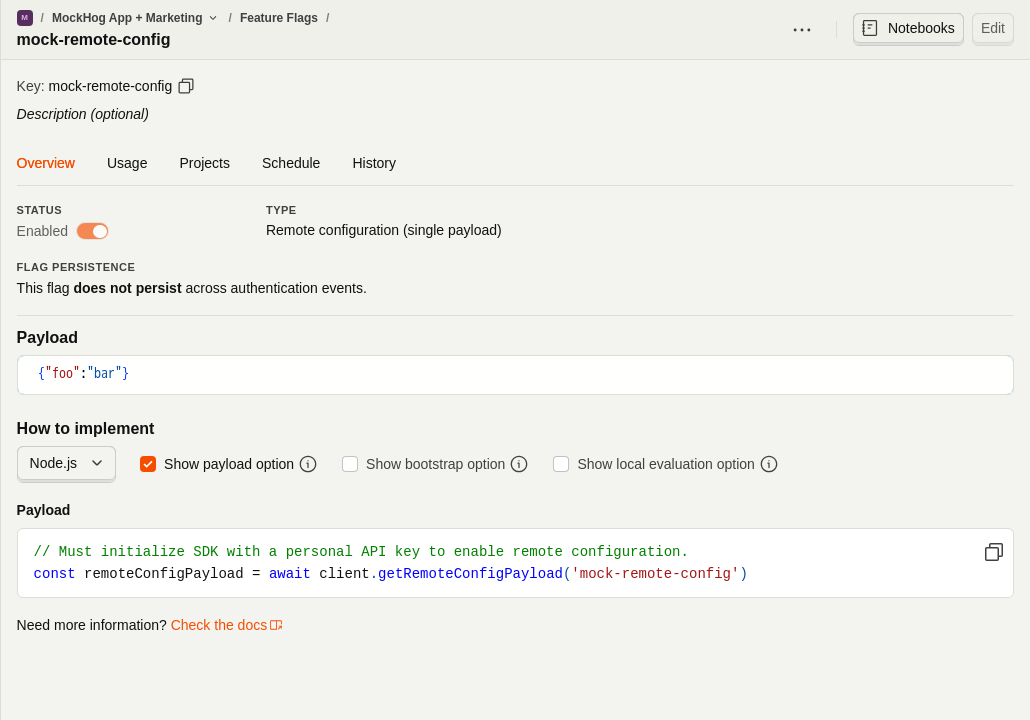 M / MockHog App + Marketing / Feature Flags /
mock-remote-config
Notebooks Edit
Key: mock-remote-config
Description (optional)
Overview Usage Projects Schedule History
STATUS TYPE
Enabled Remote configuration (single payload)
FLAG PERSISTENCE
This flag does not persist across authentication events.
Payload
{"foo":"bar"}
How to implement
Node.js Show payload option Show bootstrap option Show local evaluation option
Payload
// Must initialize SDK with a personal API key to enable remote configuration.
const remoteConfigPayload = await client.getRemoteConfigPayload('mock-remote-config')
Need more information? Check the docs